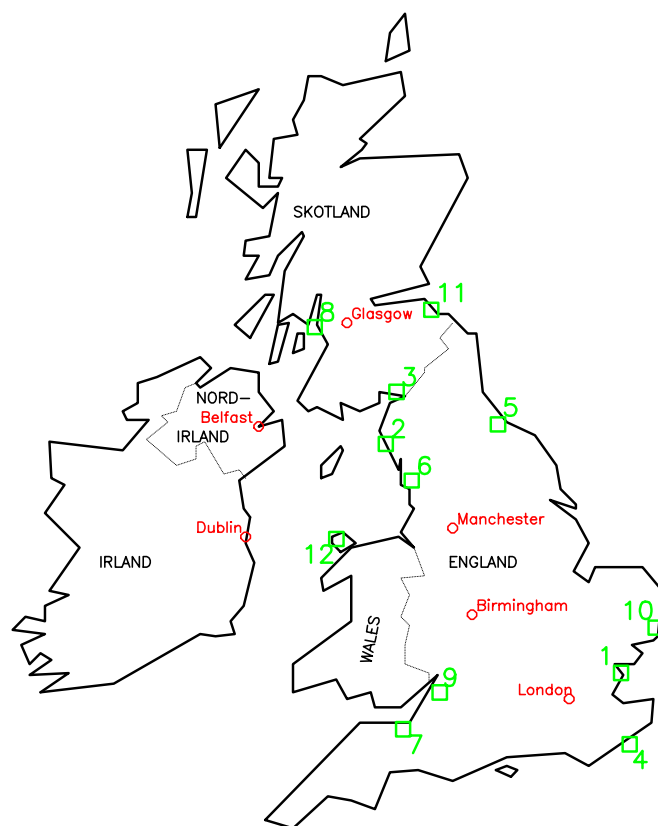 SKOTLAND
11
8
Glasgow
3
NORD–
5
Belfast
IRLAND
2
6
Dublin
Manchester
12
IRLAND
ENGLAND
Birmingham
10
WALES
1
9
London
7
4